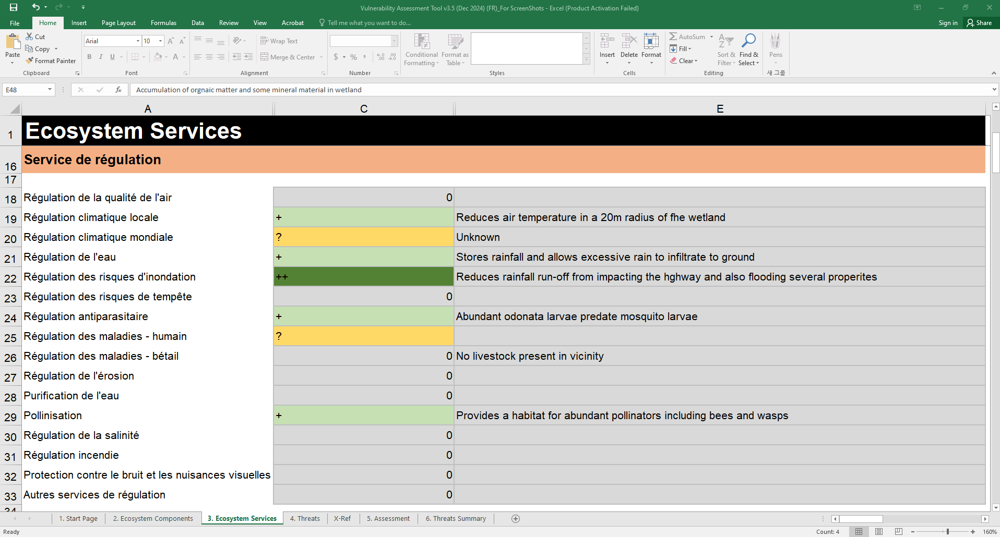 Vulnerability Assessment Tool v3.5 (Dec 2024) (FR)_For ScreenShots - Excel (Product Activation Failed)
File Home Insert Page Layout Formulas Data Review View Acrobat Tell me what you want to do... Sign in Share
Paste Cut Copy Format Painter
Clipboard
Arial 10 A A
B I U A
Font
Wrap Text
Merge & Center
Alignment
$ % , .0 .00 .00 .0
Number
Conditional Formatting
Format as Table
Styles
Insert Delete Format
Cells
AutoSum Fill Clear
Sort & Filter
Find & Select
Editing
Pens
새 그룹
E48 fx Accumulation of orgnaic matter and some mineral material in wetland
A C E
1 Ecosystem Services
16 Service de régulation
17
18 Régulation de la qualité de l'air 0
19 Régulation climatique locale + Reduces air temperature in a 20m radius of fhe wetland
20 Régulation climatique mondiale ? Unknown
21 Régulation de l'eau + Stores rainfall and allows excessive rain to infiltrate to ground
22 Régulation des risques d'inondation ++ Reduces rainfall run-off from impacting the hghway and also flooding several properites
23 Régulation des risques de tempête 0
24 Régulation antiparasitaire + Abundant odonata larvae predate mosquito larvae
25 Régulation des maladies - humain ?
26 Régulation des maladies - bétail 0 No livestock present in vicinity
27 Régulation de l'érosion 0
28 Purification de l'eau 0
29 Pollinisation + Provides a habitat for abundant pollinators including bees and wasps
30 Régulation de la salinité 0
31 Régulation incendie 0
32 Protection contre le bruit et les nuisances visuelles 0
33 Autres services de régulation 0
34
1. Start Page 2. Ecosystem Components 3. Ecosystem Services 4. Threats X-Ref 5. Assessment 6. Threats Summary
Ready Count: 4 160%